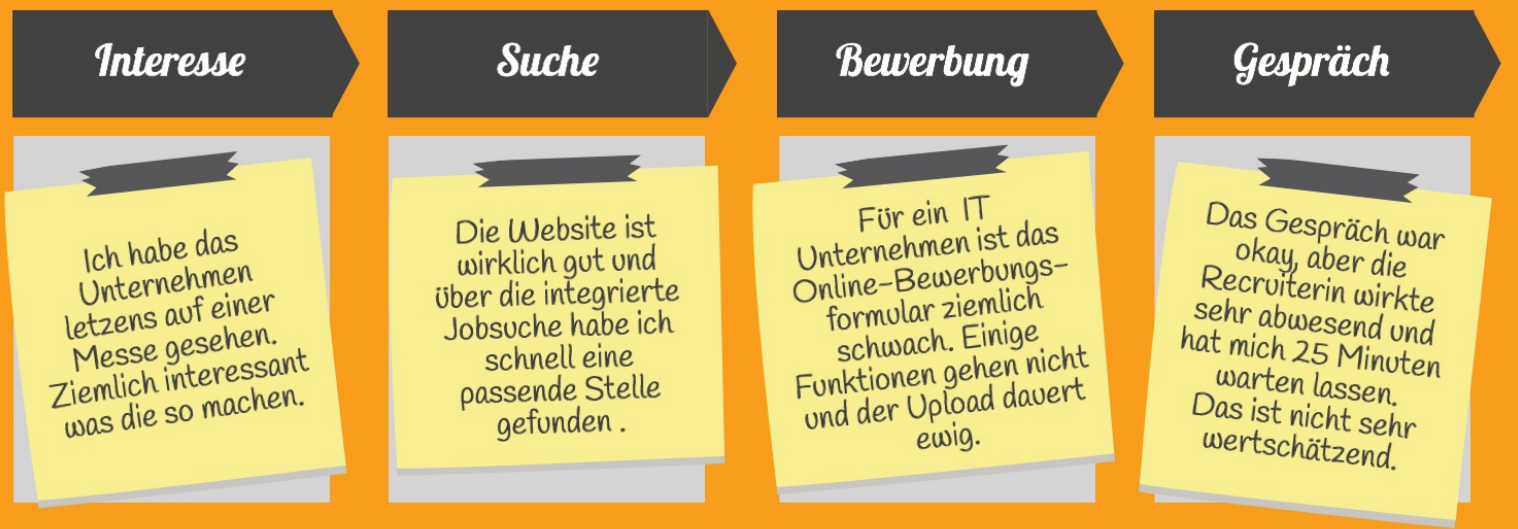 Interesse
Ich habe das
Unternehmen
letzens auf einer
Messe gesehen.
Ziemlich interessant
was die so machen.
Suche
Die Website ist
wirklich gut und
über die integrierte
Jobsuche habe ich
schnell eine
passende Stelle
gefunden .
Bewerbung
Für ein IT
Unternehmen ist das
Online-Bewerbungs-
formular ziemlich
schwach. Einige
Funktionen gehen nicht
und der Upload dauert
ewig.
Gespräch
Das Gespräch war
okay, aber die
Recruiterin wirkte
sehr abwesend und
hat mich 25 Minuten
warten lassen.
Das ist nicht sehr
wertschätzend.